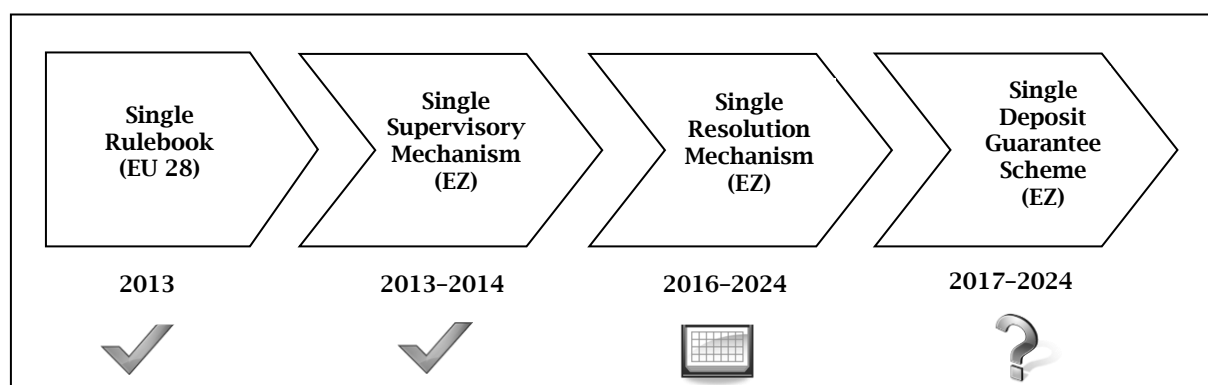 Single
Rulebook
(EU 28)
Single
Supervisory
Mechanism
(EZ)
Single
Resolution
Mechanism
(EZ)
Single
Deposit
Guarantee
Scheme
(EZ)
2013
2013–2014
2016–2024
2017–2024